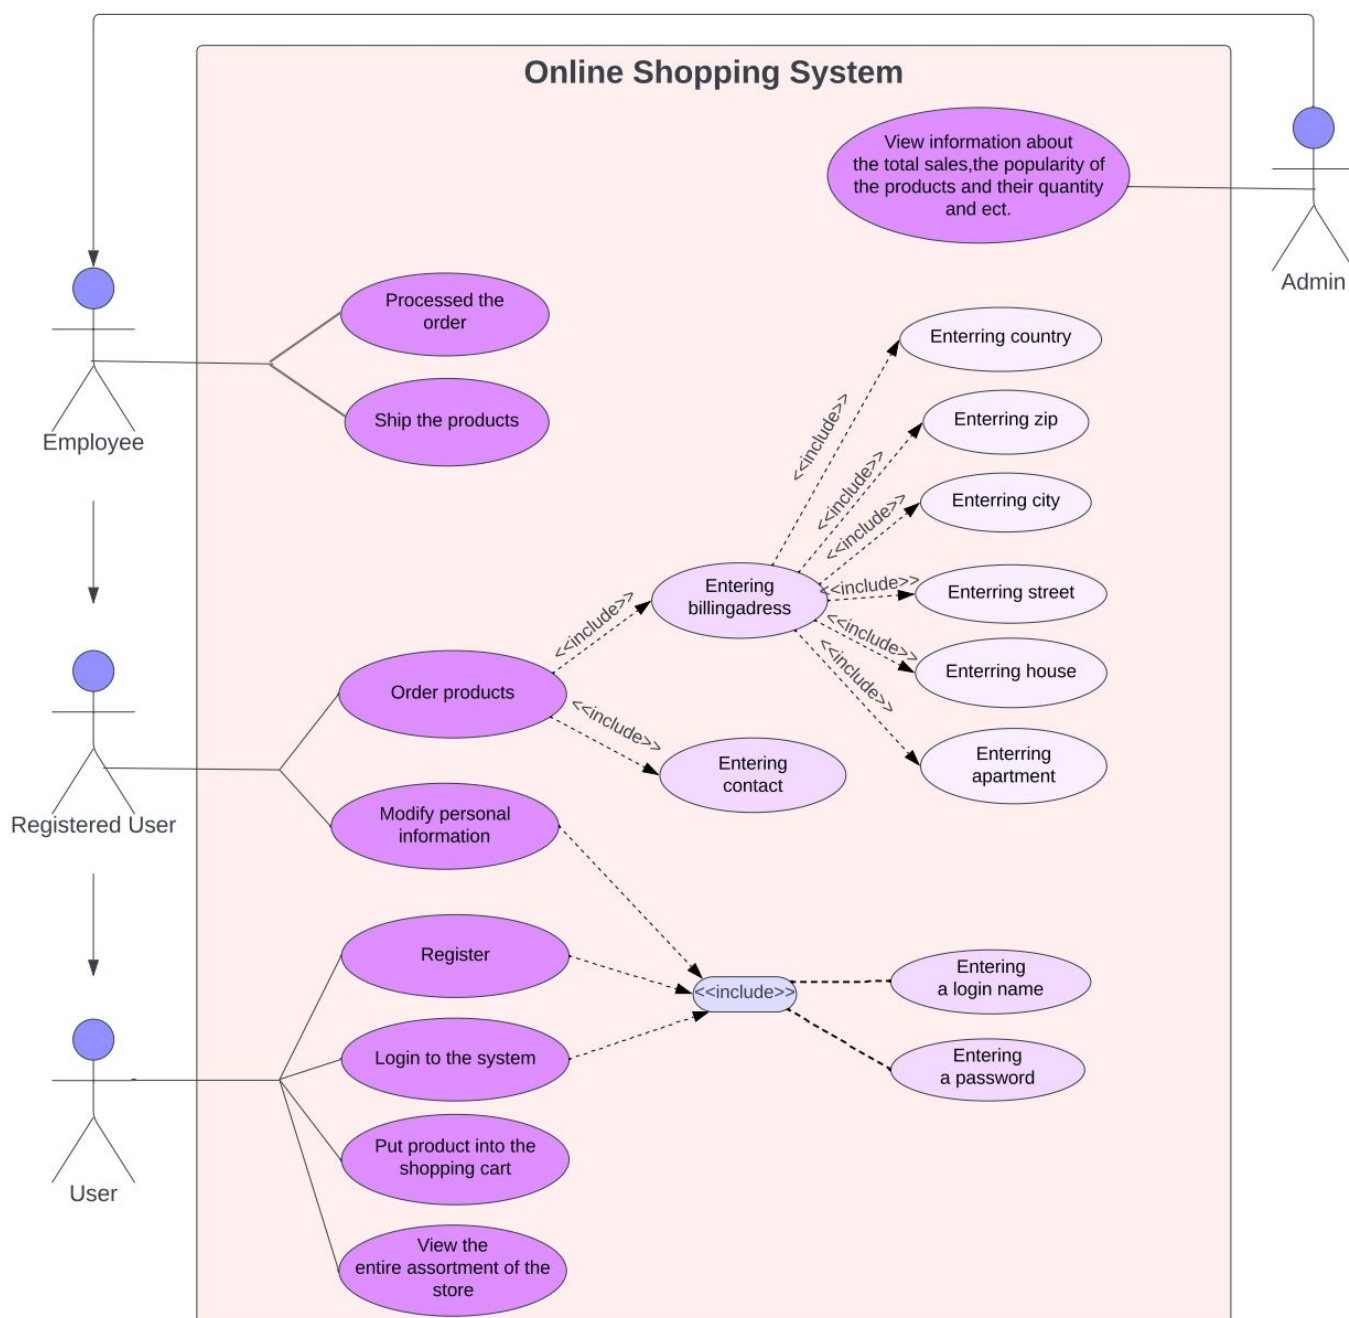 Online Shopping System
View information about
the total sales,the popularity of
the products and their quantity
and ect.
Admin
Processed the
order
Ship the products
Employee
Enterring country
<<include>>
Enterring zip
<<include>>
Enterring city
<<include>>
Entering
billingadress
<<include>>
Enterring street
<<include>>
Enterring house
<<include>>
Enterring
apartment
<<include>>
Order products
<<include>>
Entering
contact
Modify personal
information
Registered User
Register
<<include>>
Entering
a login name
Login to the system
Entering
a password
Put product into the
shopping cart
User
View the
entire assortment of the
store